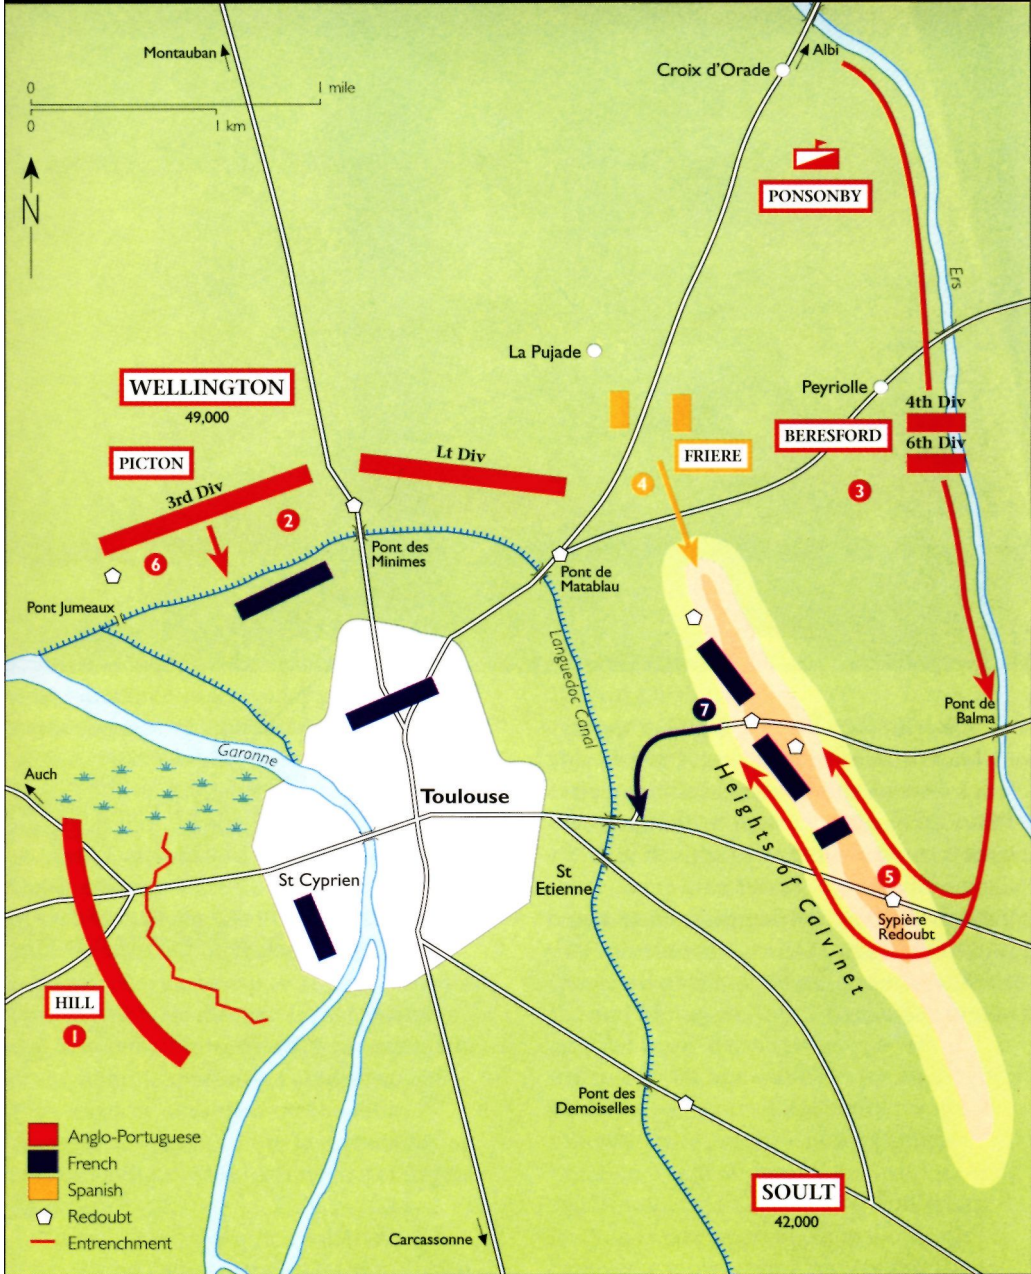 Montauban
Albi
Croix d'Orade
0 1 mile
0 1 km
N
PONSONBY
Ers
La Pujade
WELLINGTON
49,000
Peyriolle
4th Div
BERESFORD
6th Div
PICTON
Lt Div
FRIERE
3rd Div
4
3
2
6
Pont des
Minimes
Pont de
Matablau
Pont Jumeaux
Languedoc Canal
7
Pont de
Balma
Garonne
Auch
Toulouse
Heights of Calvinet
St Cyprien
St
Etienne
5
Sypière
Redoubt
HILL
1
Pont des
Demoiselles
Anglo-Portuguese
French
Spanish
Redoubt
Entrenchment
SOULT
42,000
Carcassonne